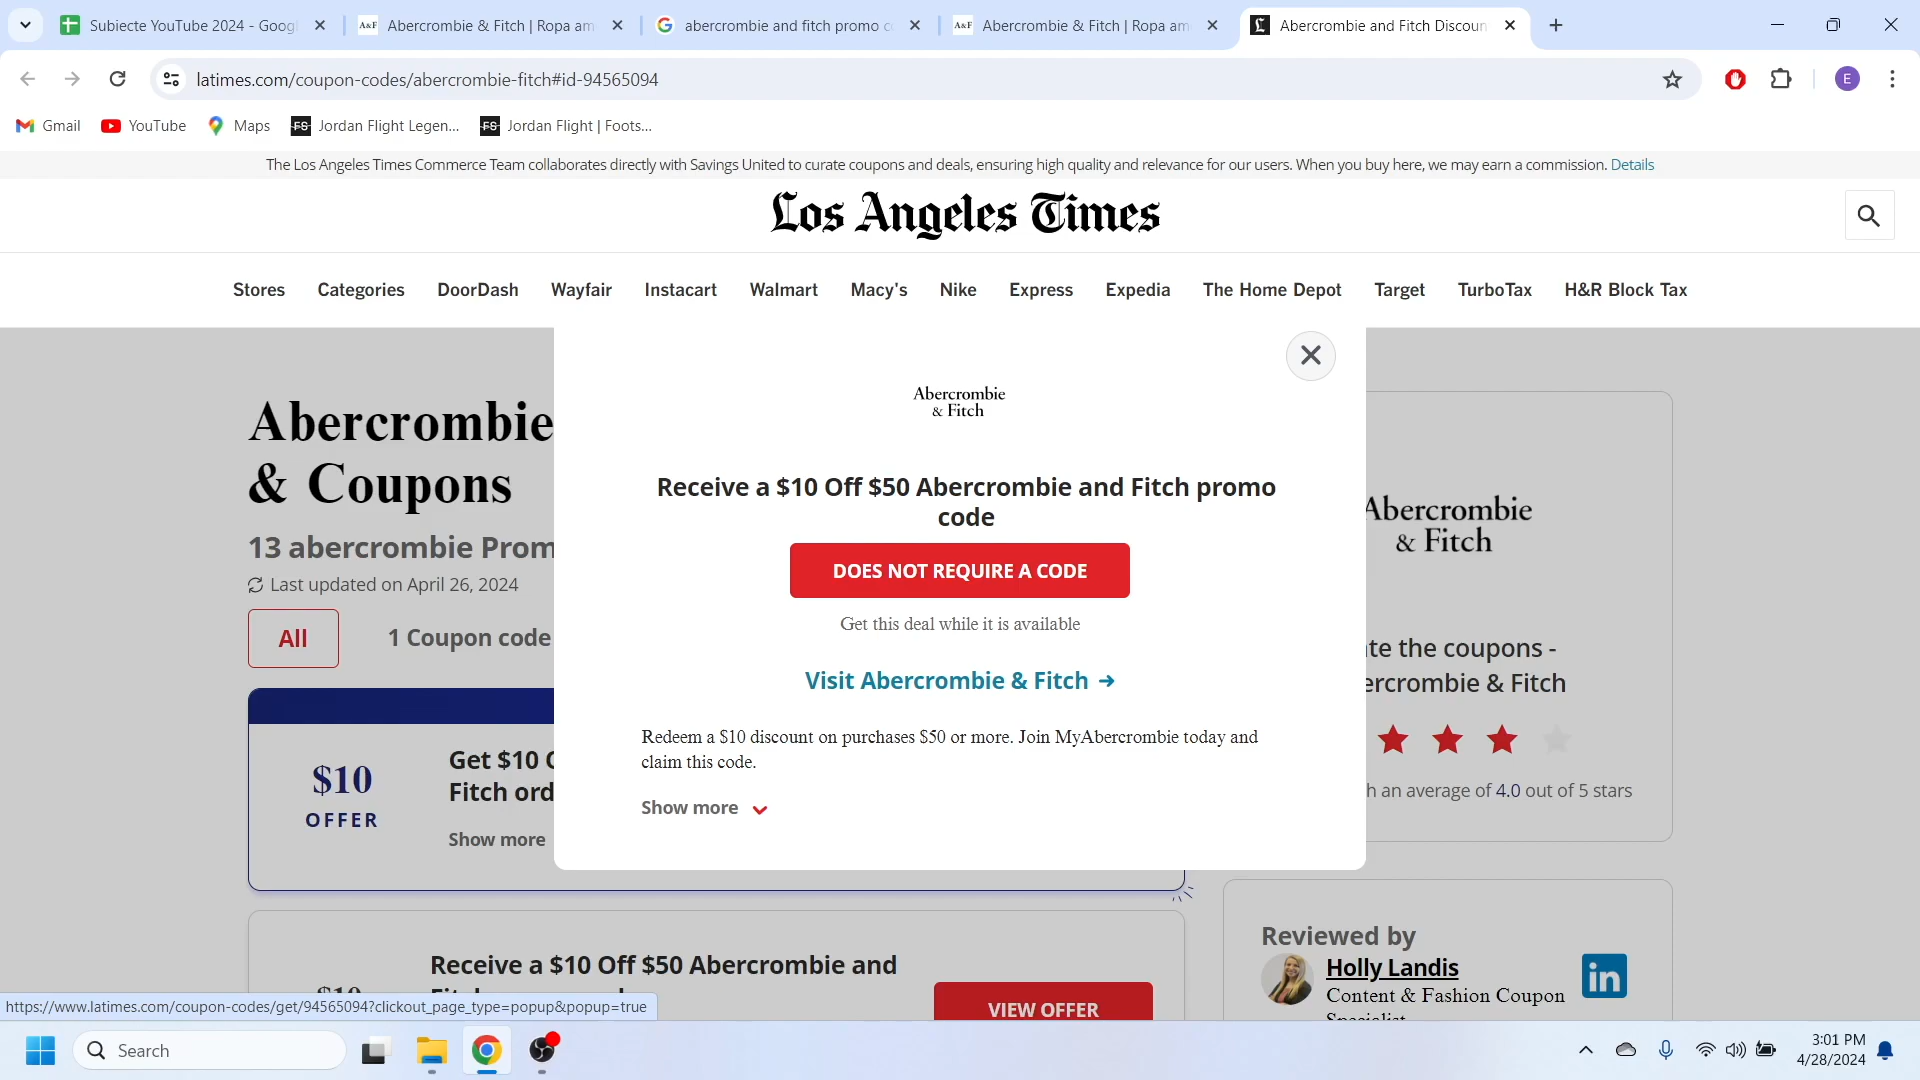 Subiecte YouTube 2024 - Googl
Abercrombie & Fitch | Ropa am
abercrombie and fitch promo c
Abercrombie & Fitch | Ropa am
Abercrombie and Fitch Discoun
latimes.com/coupon-codes/abercrombie-fitch#id-94565094
E
Gmail
YouTube
Maps
Jordan Flight Legen...
Jordan Flight | Foots...
The Los Angeles Times Commerce Team collaborates directly with Savings United to curate coupons and deals, ensuring high quality and relevance for our users. When you buy here, we may earn a commission. Details
Los Angeles Times
Stores Categories DoorDash Wayfair Instacart Walmart Macy's Nike Express Expedia The Home Depot Target TurboTax H&R Block Tax
Abercrombie
& Coupons
13 abercrombie Prom
Last updated on April 26, 2024
All
1 Coupon code
$10
OFFER
Get $10 O
Fitch ord
Show more
Abercrombie
& Fitch
Receive a $10 Off $50 Abercrombie and Fitch promo
code
DOES NOT REQUIRE A CODE
Get this deal while it is available
Visit Abercrombie & Fitch →
Redeem a $10 discount on purchases $50 or more. Join MyAbercrombie today and
claim this code.
Show more
Abercrombie
& Fitch
te the coupons -
ercrombie & Fitch
h an average of 4.0 out of 5 stars
Receive a $10 Off $50 Abercrombie and
VIEW OFFER
Reviewed by
Holly Landis
Content & Fashion Coupon
Specialist
in
https://www.latimes.com/coupon-codes/get/94565094?clickout_page_type=popup&popup=true
Search
3:01 PM
4/28/2024